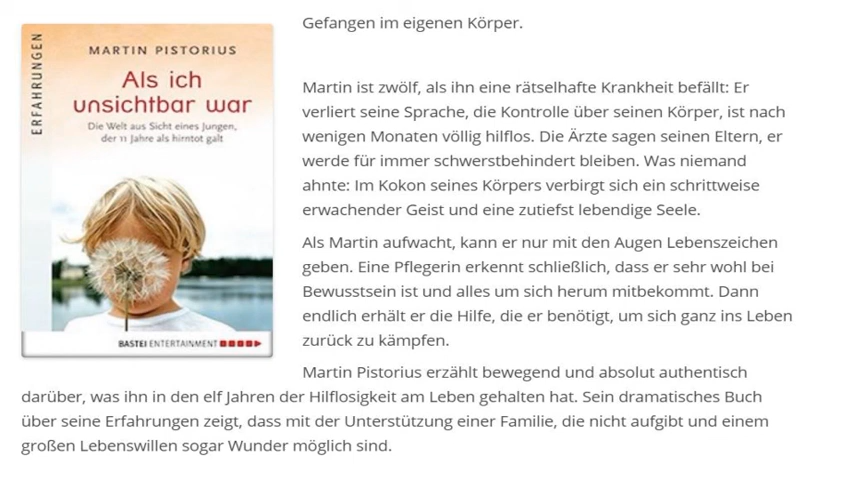 ERFAHRUNGEN
MARTIN PISTORIUS
Als ich
unsichtbar war
Die Welt aus Sicht eines Jungen,
der 11 Jahre als hirntot galt
BASTEI ENTERTAINMENT
Gefangen im eigenen Körper.
Martin ist zwölf, als ihn eine rätselhafte Krankheit befällt: Er
verliert seine Sprache, die Kontrolle über seinen Körper, ist nach
wenigen Monaten völlig hilflos. Die Ärzte sagen seinen Eltern, er
werde für immer schwerstbehindert bleiben. Was niemand
ahnte: Im Kokon seines Körpers verbirgt sich ein schrittweise
erwachender Geist und eine zutiefst lebendige Seele.
Als Martin aufwacht, kann er nur mit den Augen Lebenszeichen
geben. Eine Pflegerin erkennt schließlich, dass er sehr wohl bei
Bewusstsein ist und alles um sich herum mitbekommt. Dann
endlich erhält er die Hilfe, die er benötigt, um sich ganz ins Leben
zurück zu kämpfen.
Martin Pistorius erzählt bewegend und absolut authentisch
darüber, was ihn in den elf Jahren der Hilflosigkeit am Leben gehalten hat. Sein dramatisches Buch
über seine Erfahrungen zeigt, dass mit der Unterstützung einer Familie, die nicht aufgibt und einem
großen Lebenswillen sogar Wunder möglich sind.